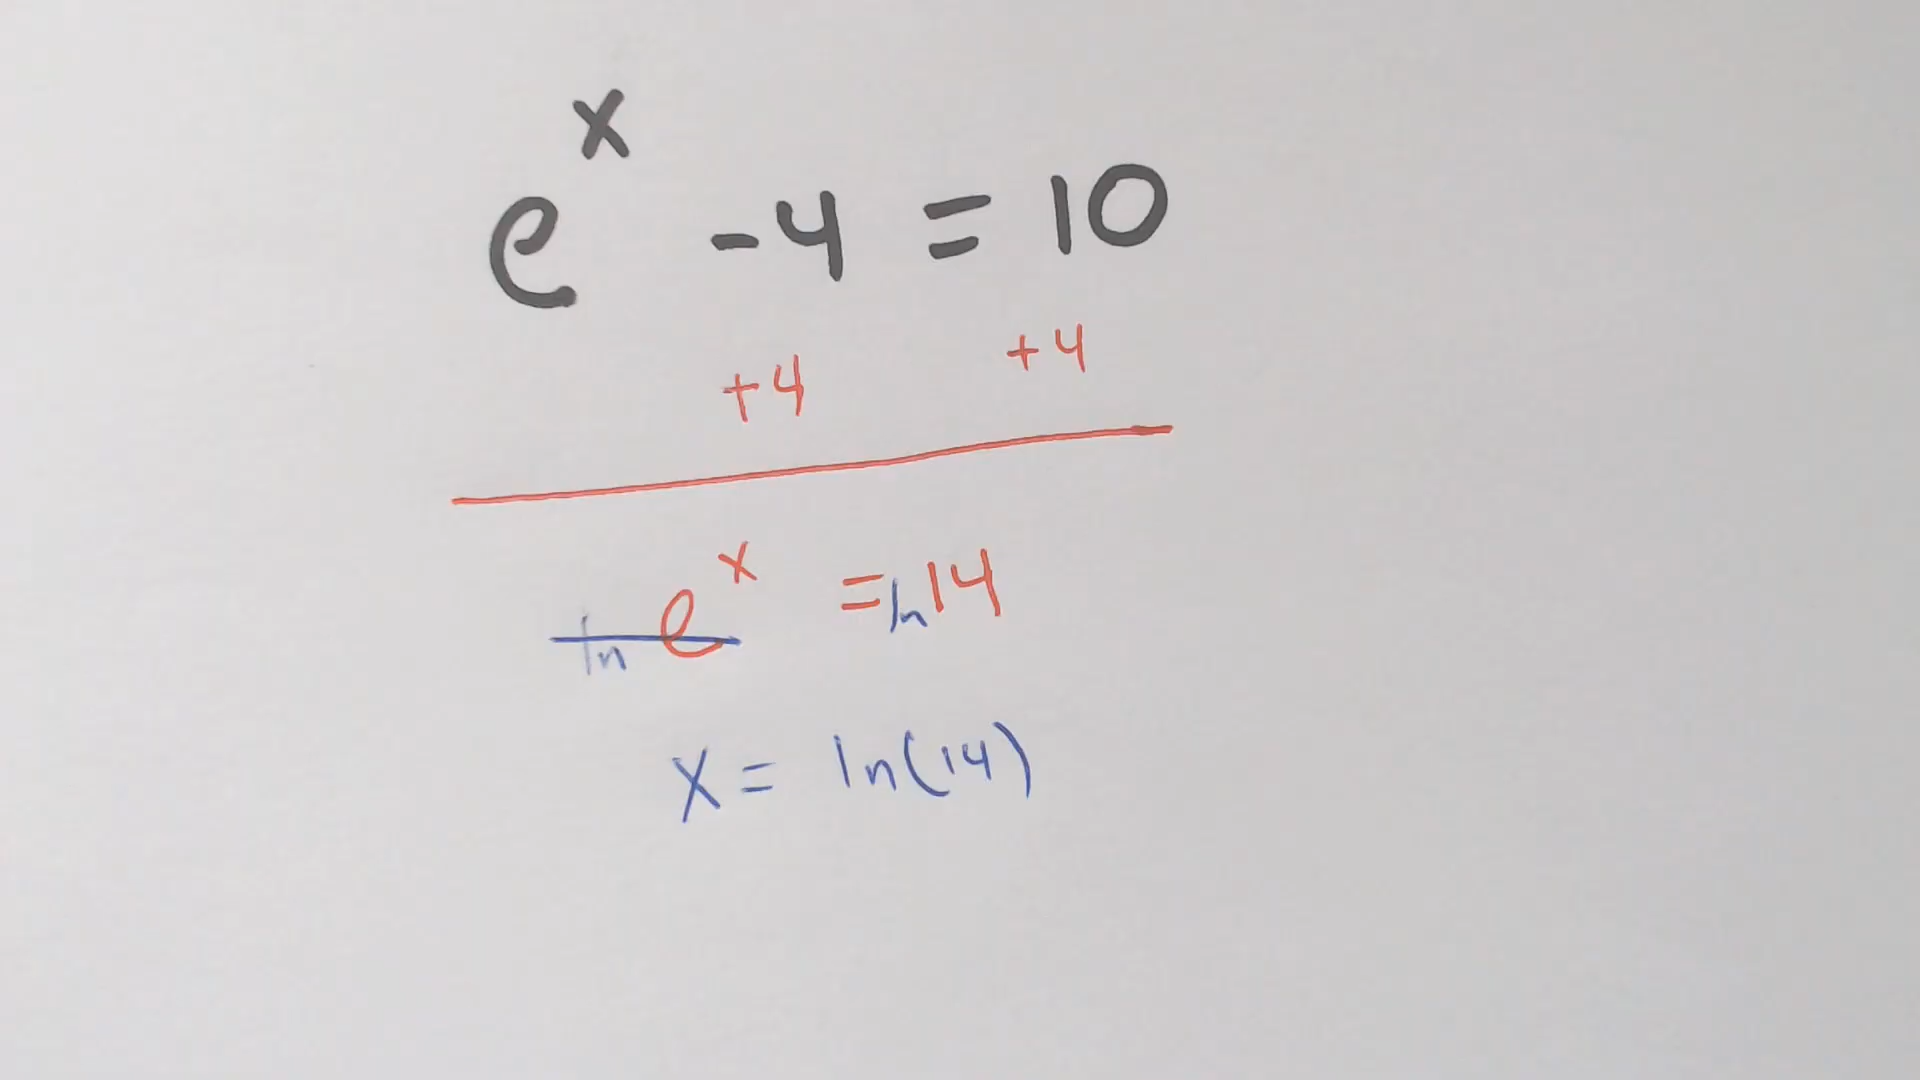 e^x - 4 = 10
+4 +4
ln e^x = ln 14
x = ln(14)